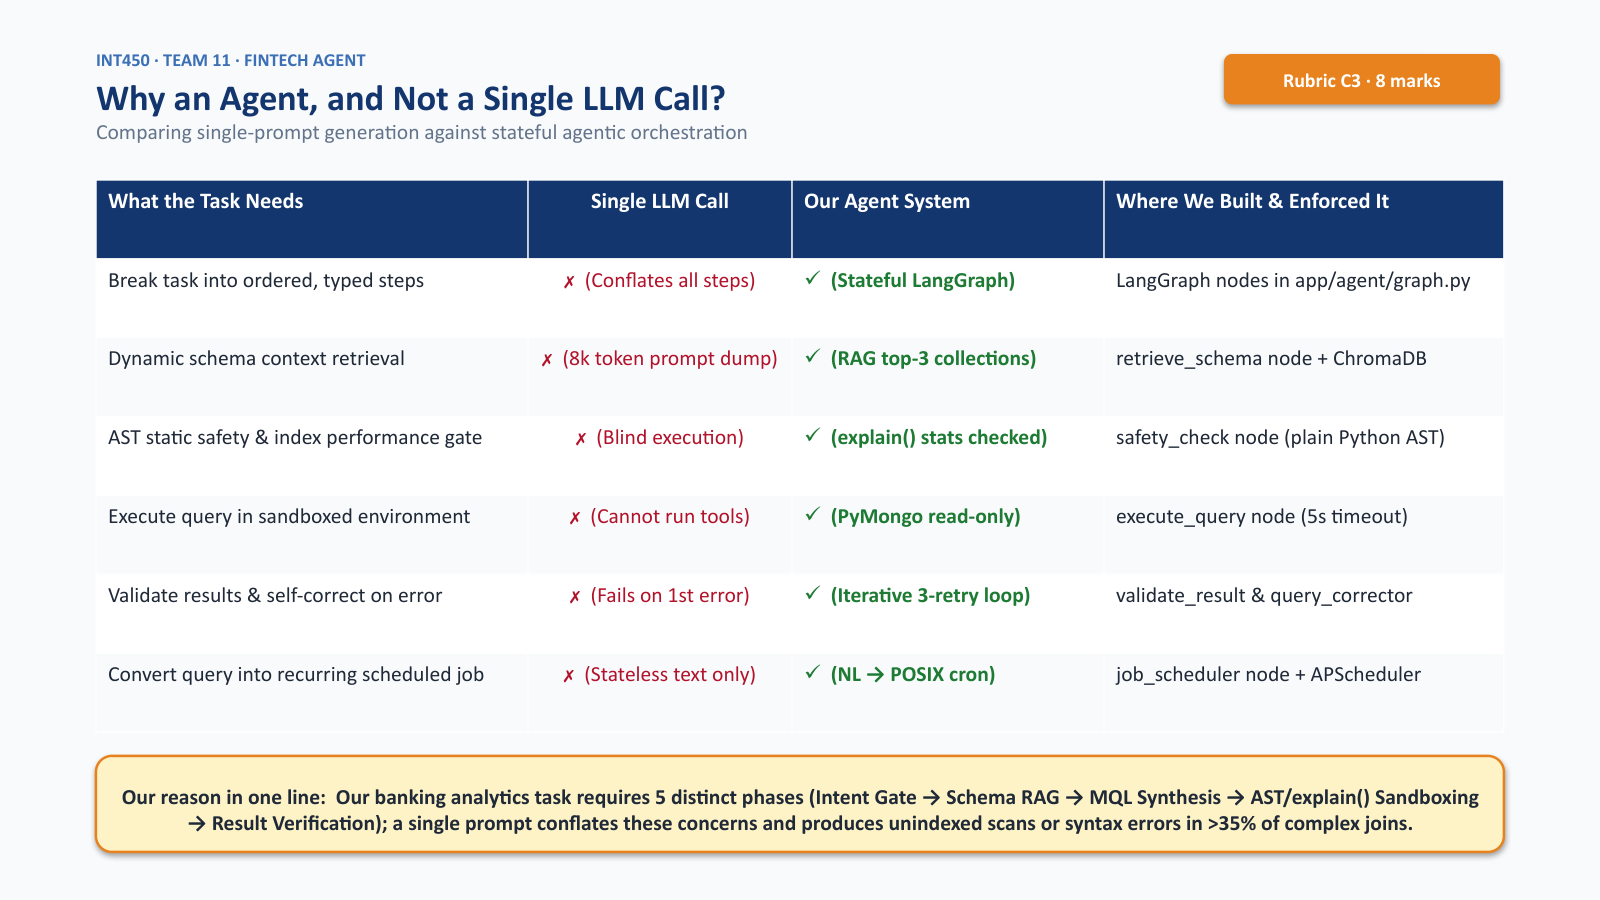 INT450 · TEAM 11 · FINTECH AGENT
Why an Agent, and Not a Single LLM Call?
Comparing single-prompt generation against stateful agentic orchestration
Rubric C3 · 8 marks
What the Task Needs Single LLM Call Our Agent System Where We Built & Enforced It
Break task into ordered, typed steps ✗ (Conflates all steps) ✓ (Stateful LangGraph) LangGraph nodes in app/agent/graph.py
Dynamic schema context retrieval ✗ (8k token prompt dump) ✓ (RAG top-3 collections) retrieve_schema node + ChromaDB
AST static safety & index performance gate ✗ (Blind execution) ✓ (explain() stats checked) safety_check node (plain Python AST)
Execute query in sandboxed environment ✗ (Cannot run tools) ✓ (PyMongo read-only) execute_query node (5s timeout)
Validate results & self-correct on error ✗ (Fails on 1st error) ✓ (Iterative 3-retry loop) validate_result & query_corrector
Convert query into recurring scheduled job ✗ (Stateless text only) ✓ (NL → POSIX cron) job_scheduler node + APScheduler
Our reason in one line: Our banking analytics task requires 5 distinct phases (Intent Gate → Schema RAG → MQL Synthesis → AST/explain() Sandboxing
→ Result Verification); a single prompt conflates these concerns and produces unindexed scans or syntax errors in >35% of complex joins.